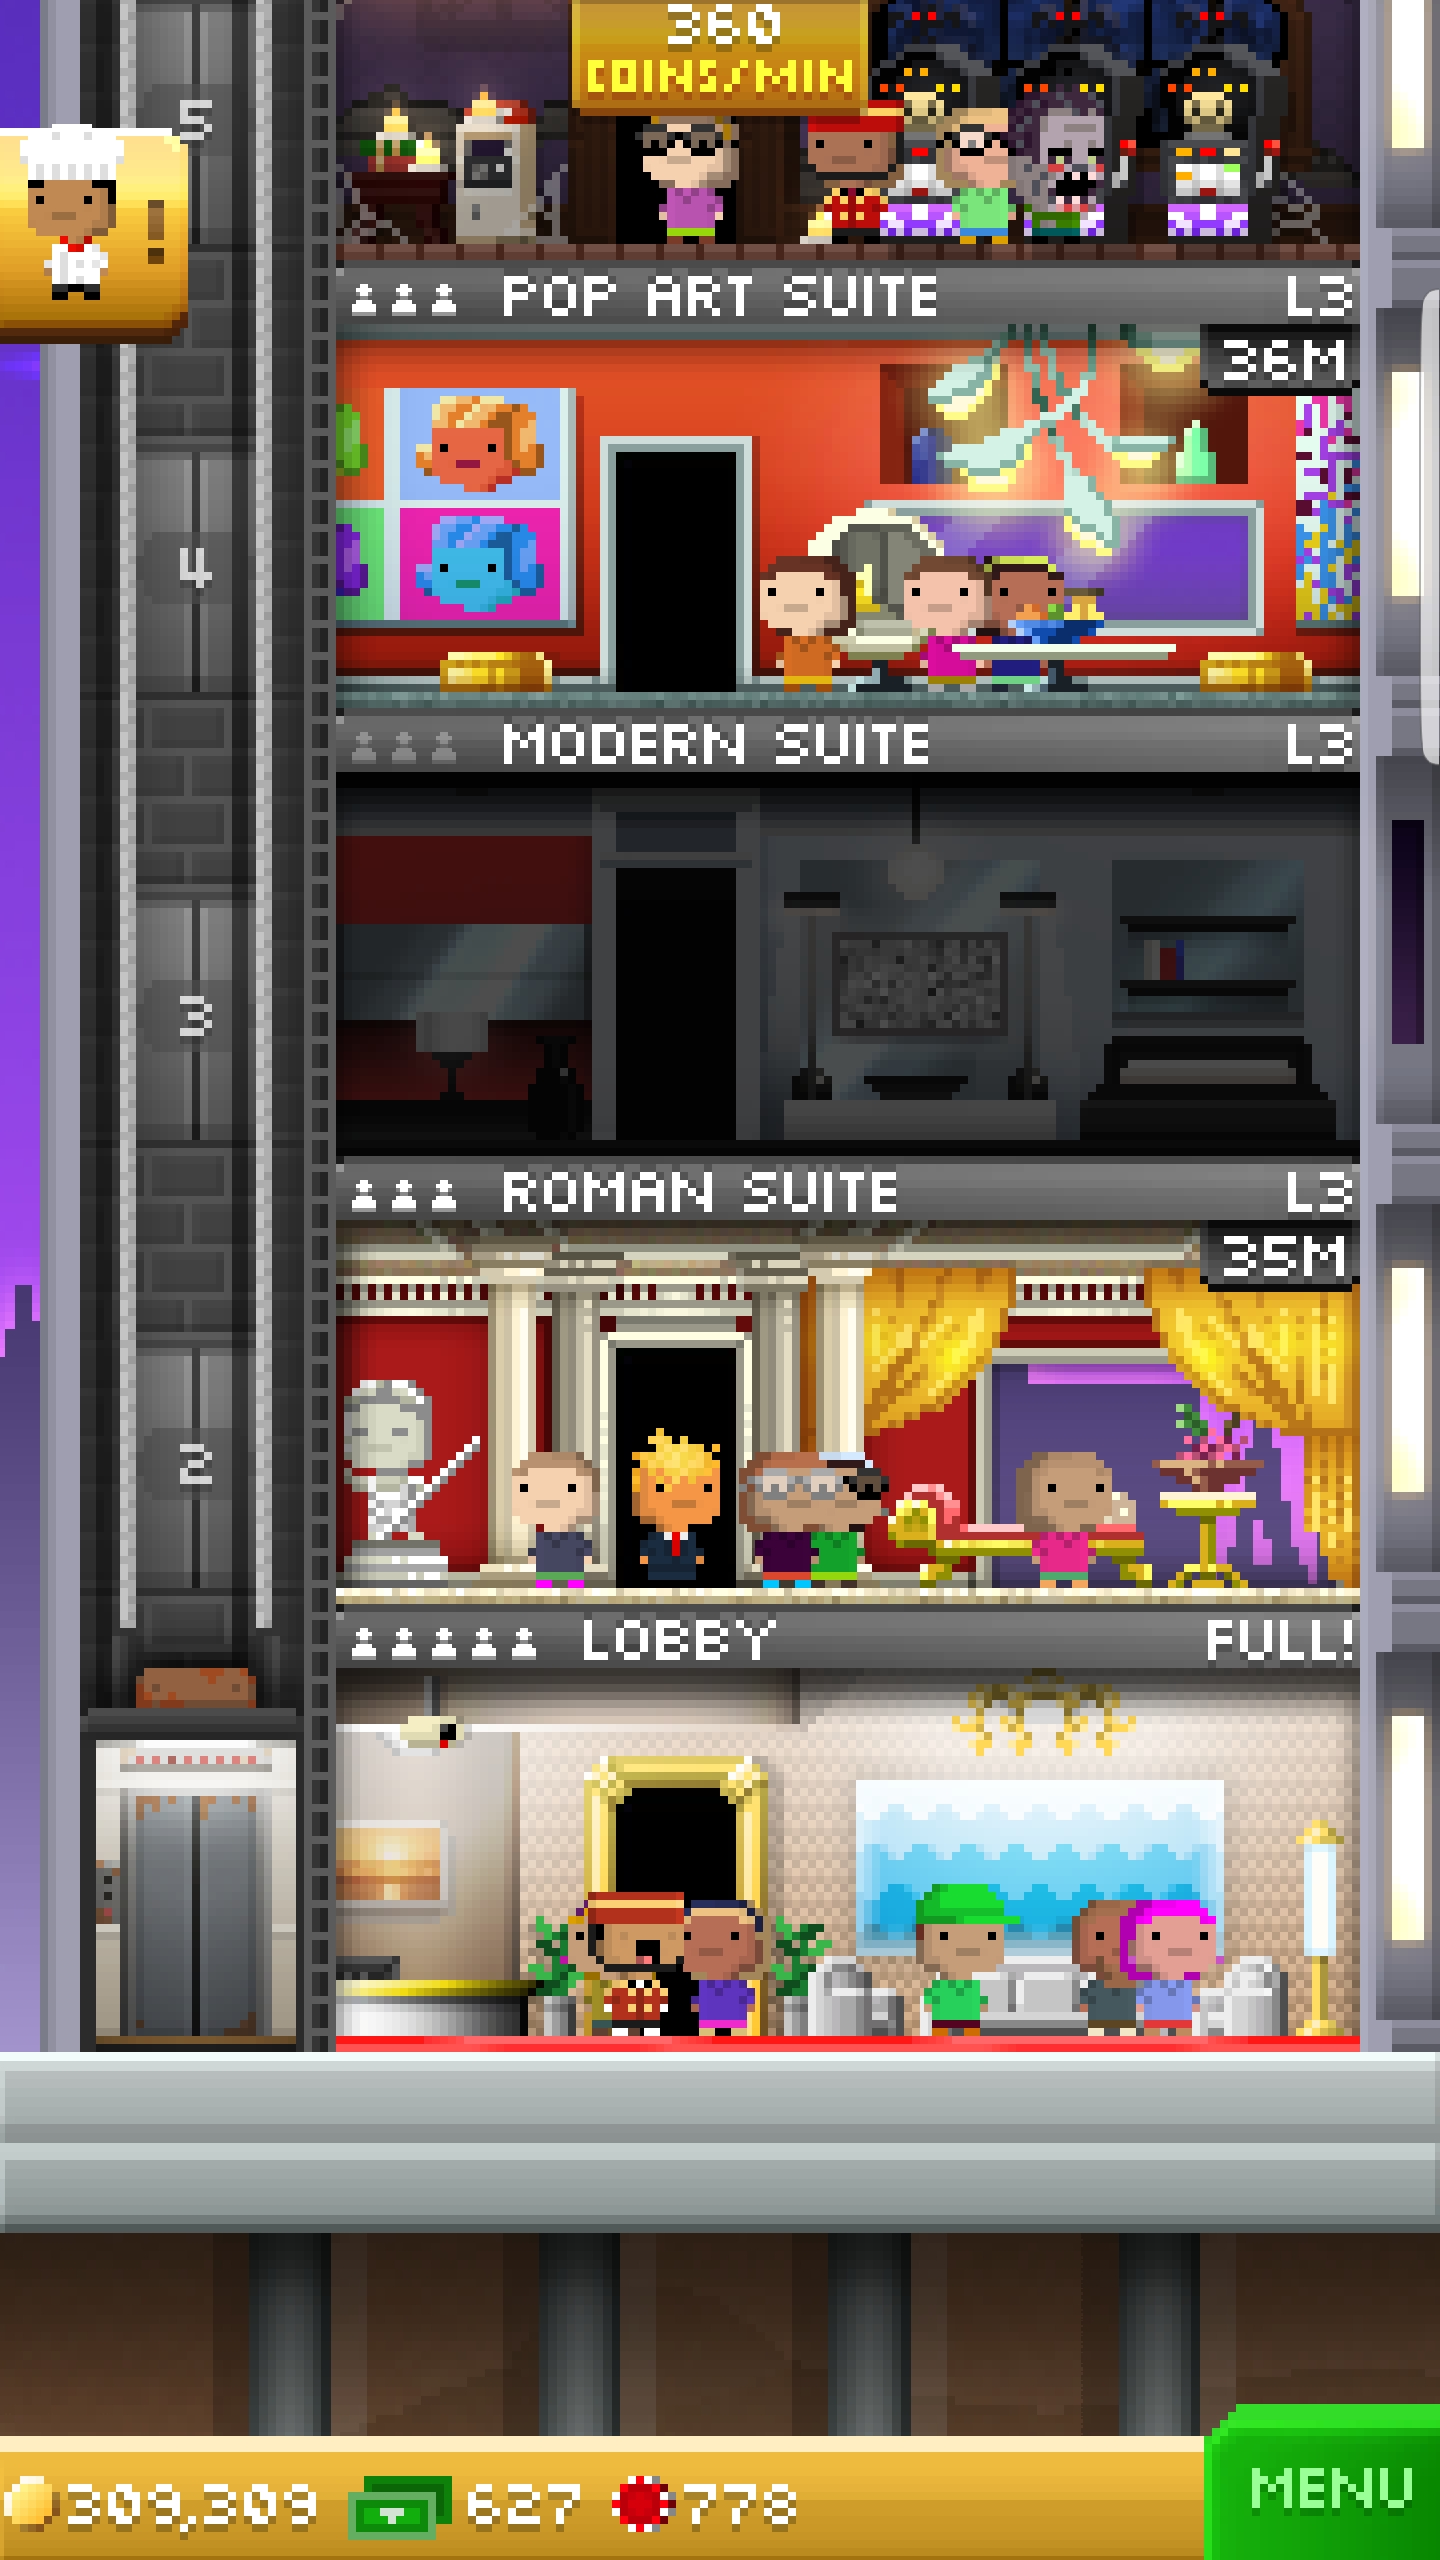 360
COINS/MIN
5
!
POP ART SUITE L3
36M
4
MODERN SUITE L3
3
ROMAN SUITE L3
35M
2
LOBBY FULL!
309,309 627 778
MENU